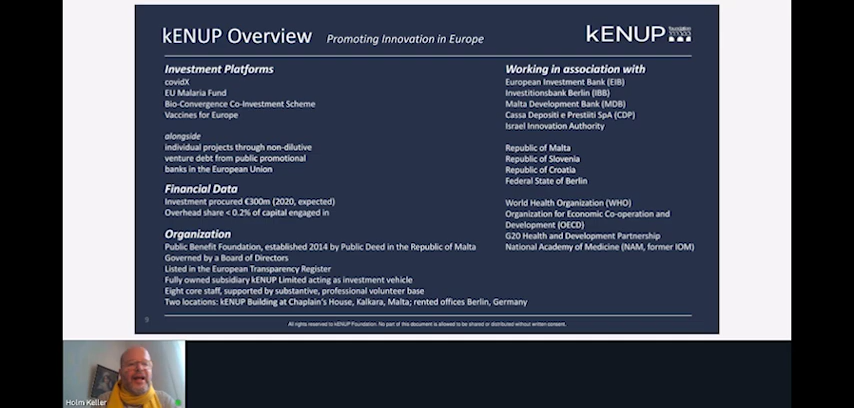 kENUP Overview Promoting Innovation in Europe
kENUP foundation
Investment Platforms
covidX
EU Malaria Fund
Bio-Convergence Co-Investment Scheme
Vaccines for Europe
alongside
individual projects through non-dilutive
venture debt from public promotional
banks in the European Union
Financial Data
Investment procured €300m (2020, expected)
Overhead share < 0.2% of capital engaged in
Organization
Public Benefit Foundation, established 2014 by Public Deed in the Republic of Malta
Governed by a Board of Directors
Listed in the European Transparency Register
Fully owned subsidiary kENUP Limited acting as investment vehicle
Eight core staff, supported by substantive, professional volunteer base
Two locations: kENUP Building at Chaplain's House, Kalkara, Malta; rented offices Berlin, Germany
Working in association with
European Investment Bank (EIB)
Investitionsbank Berlin (IBB)
Malta Development Bank (MDB)
Cassa Depositi e Prestiiti SpA (CDP)
Israel Innovation Authority
Republic of Malta
Republic of Slovenia
Republic of Croatia
Federal State of Berlin
World Health Organization (WHO)
Organization for Economic Co-operation and
Development (OECD)
G20 Health and Development Partnership
National Academy of Medicine (NAM, former IOM)
9
All rights reserved to kENUP Foundation. No part of this document is allowed to be shared or distributed without written consent.
Holm Keller